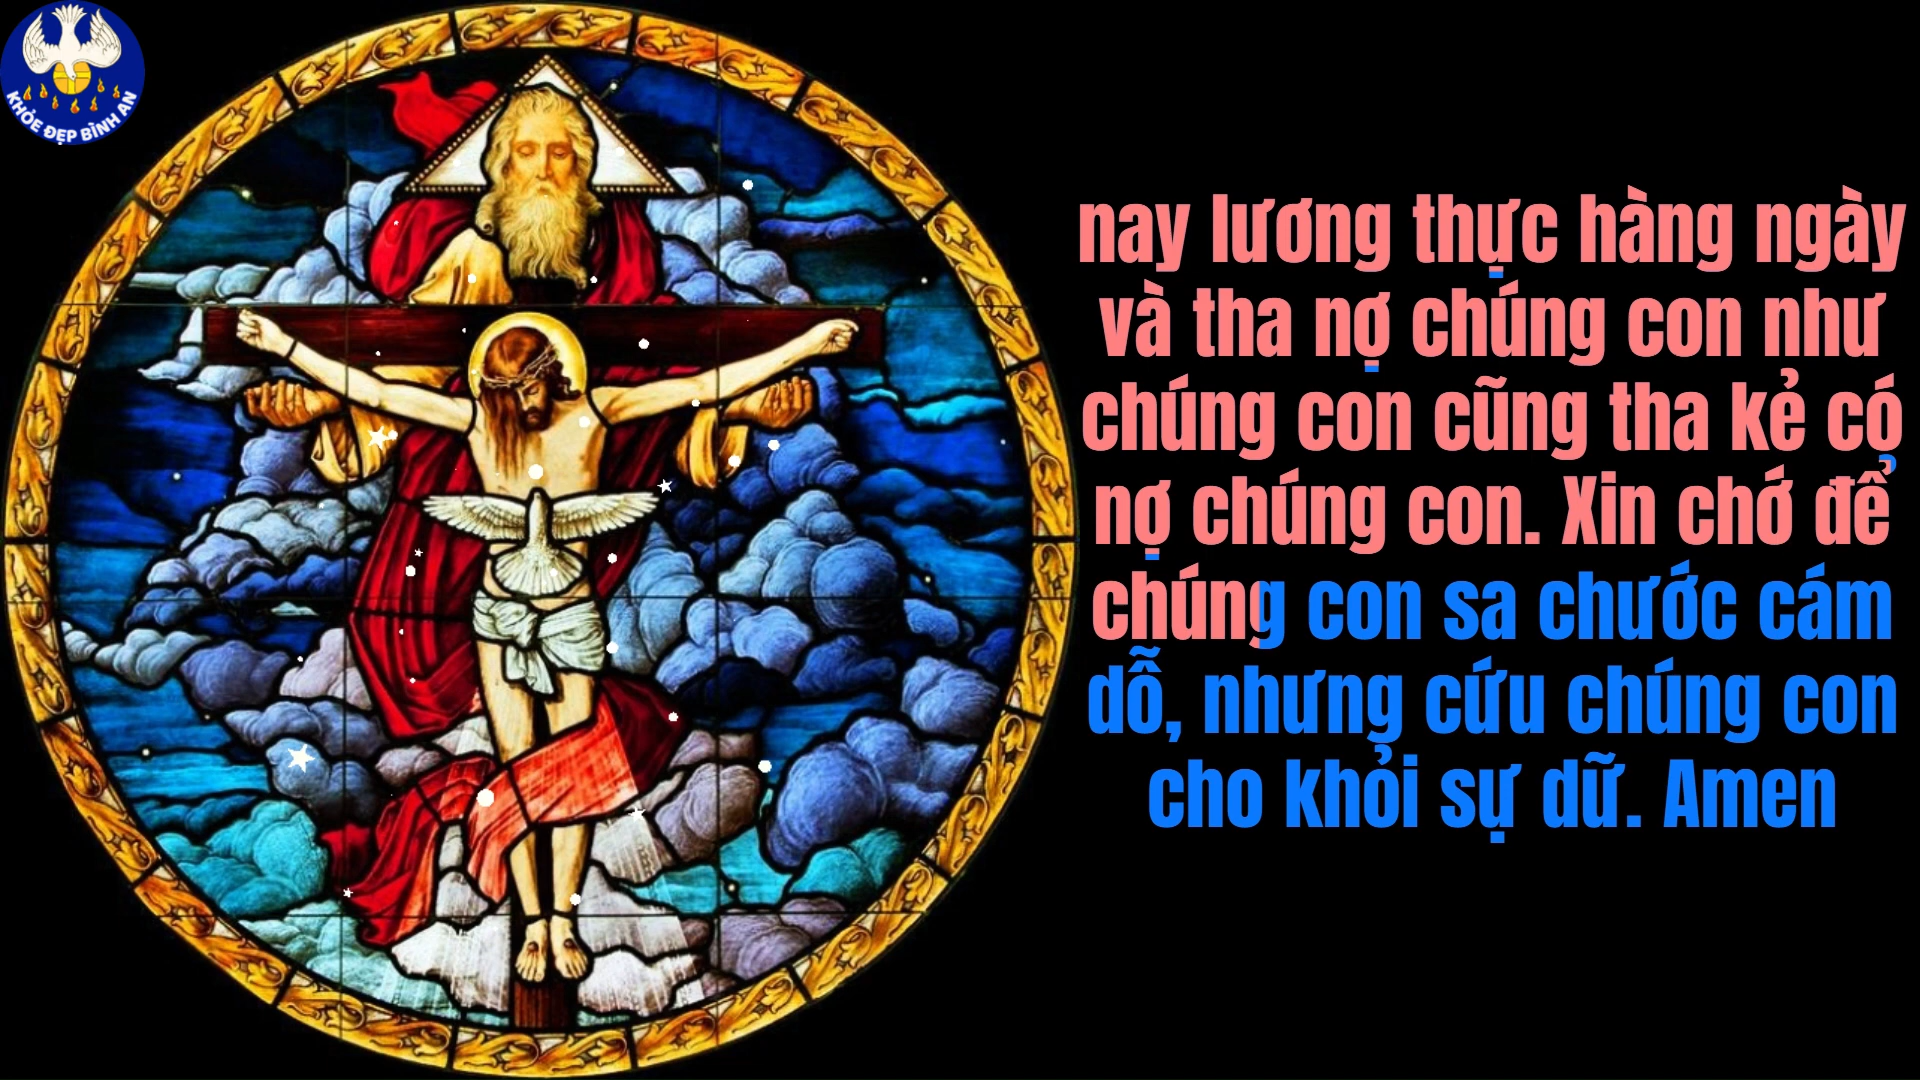 KHỎE ĐẸP BÌNH AN
nay lương thực hàng ngày
và tha nợ chúng con như
chúng con cũng tha kẻ có
nợ chúng con. Xin chớ để
chúng con sa chước cám
dỗ, nhưng cứu chúng con
cho khỏi sự dữ. Amen